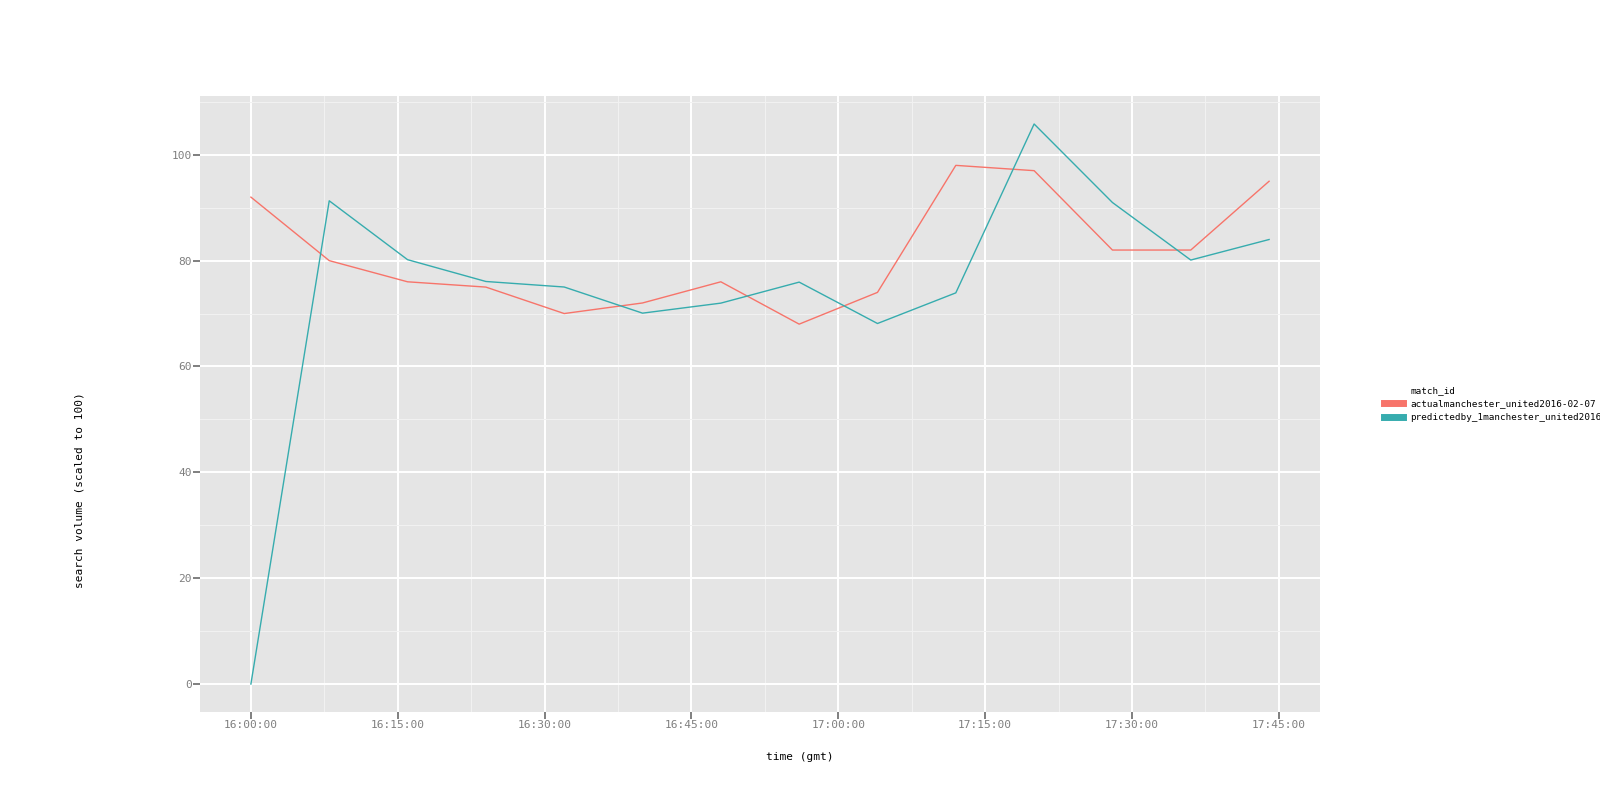 100
80
60
40
20
0
search volume (scaled to 100)
16:00:00 16:15:00 16:30:00 16:45:00 17:00:00 17:15:00 17:30:00 17:45:00
time (gmt)
match_id
actualmanchester_united2016-02-07
predictedby_1manchester_united2016